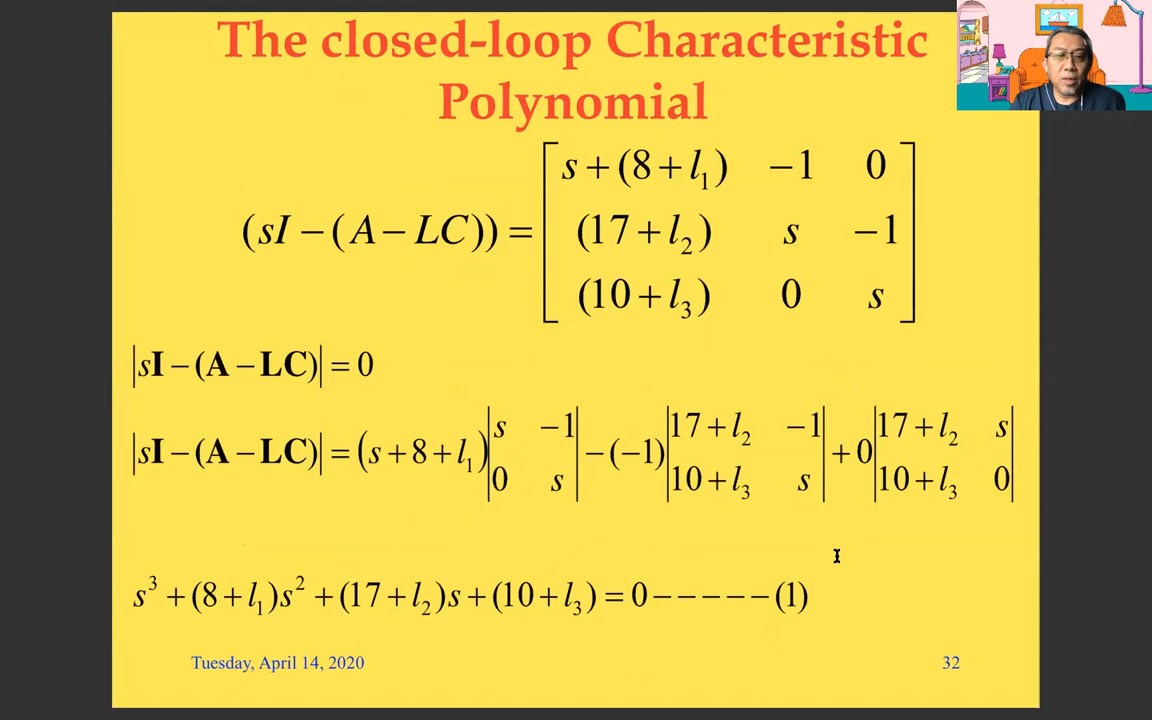 The closed-loop Characteristic
Polynomial
(sI − (A − LC)) = [ s + (8 + l₁) −1 0
(17 + l₂) s −1
(10 + l₃) 0 s ]
|sI − (A − LC)| = 0
|sI − (A − LC)| = (s + 8 + l₁) |s −1; 0 s| − (−1) |17 + l₂ −1; 10 + l₃ s| + 0 |17 + l₂ s; 10 + l₃ 0|
s³ + (8 + l₁)s² + (17 + l₂)s + (10 + l₃) = 0 − − − − − (1)
Tuesday, April 14, 2020
32